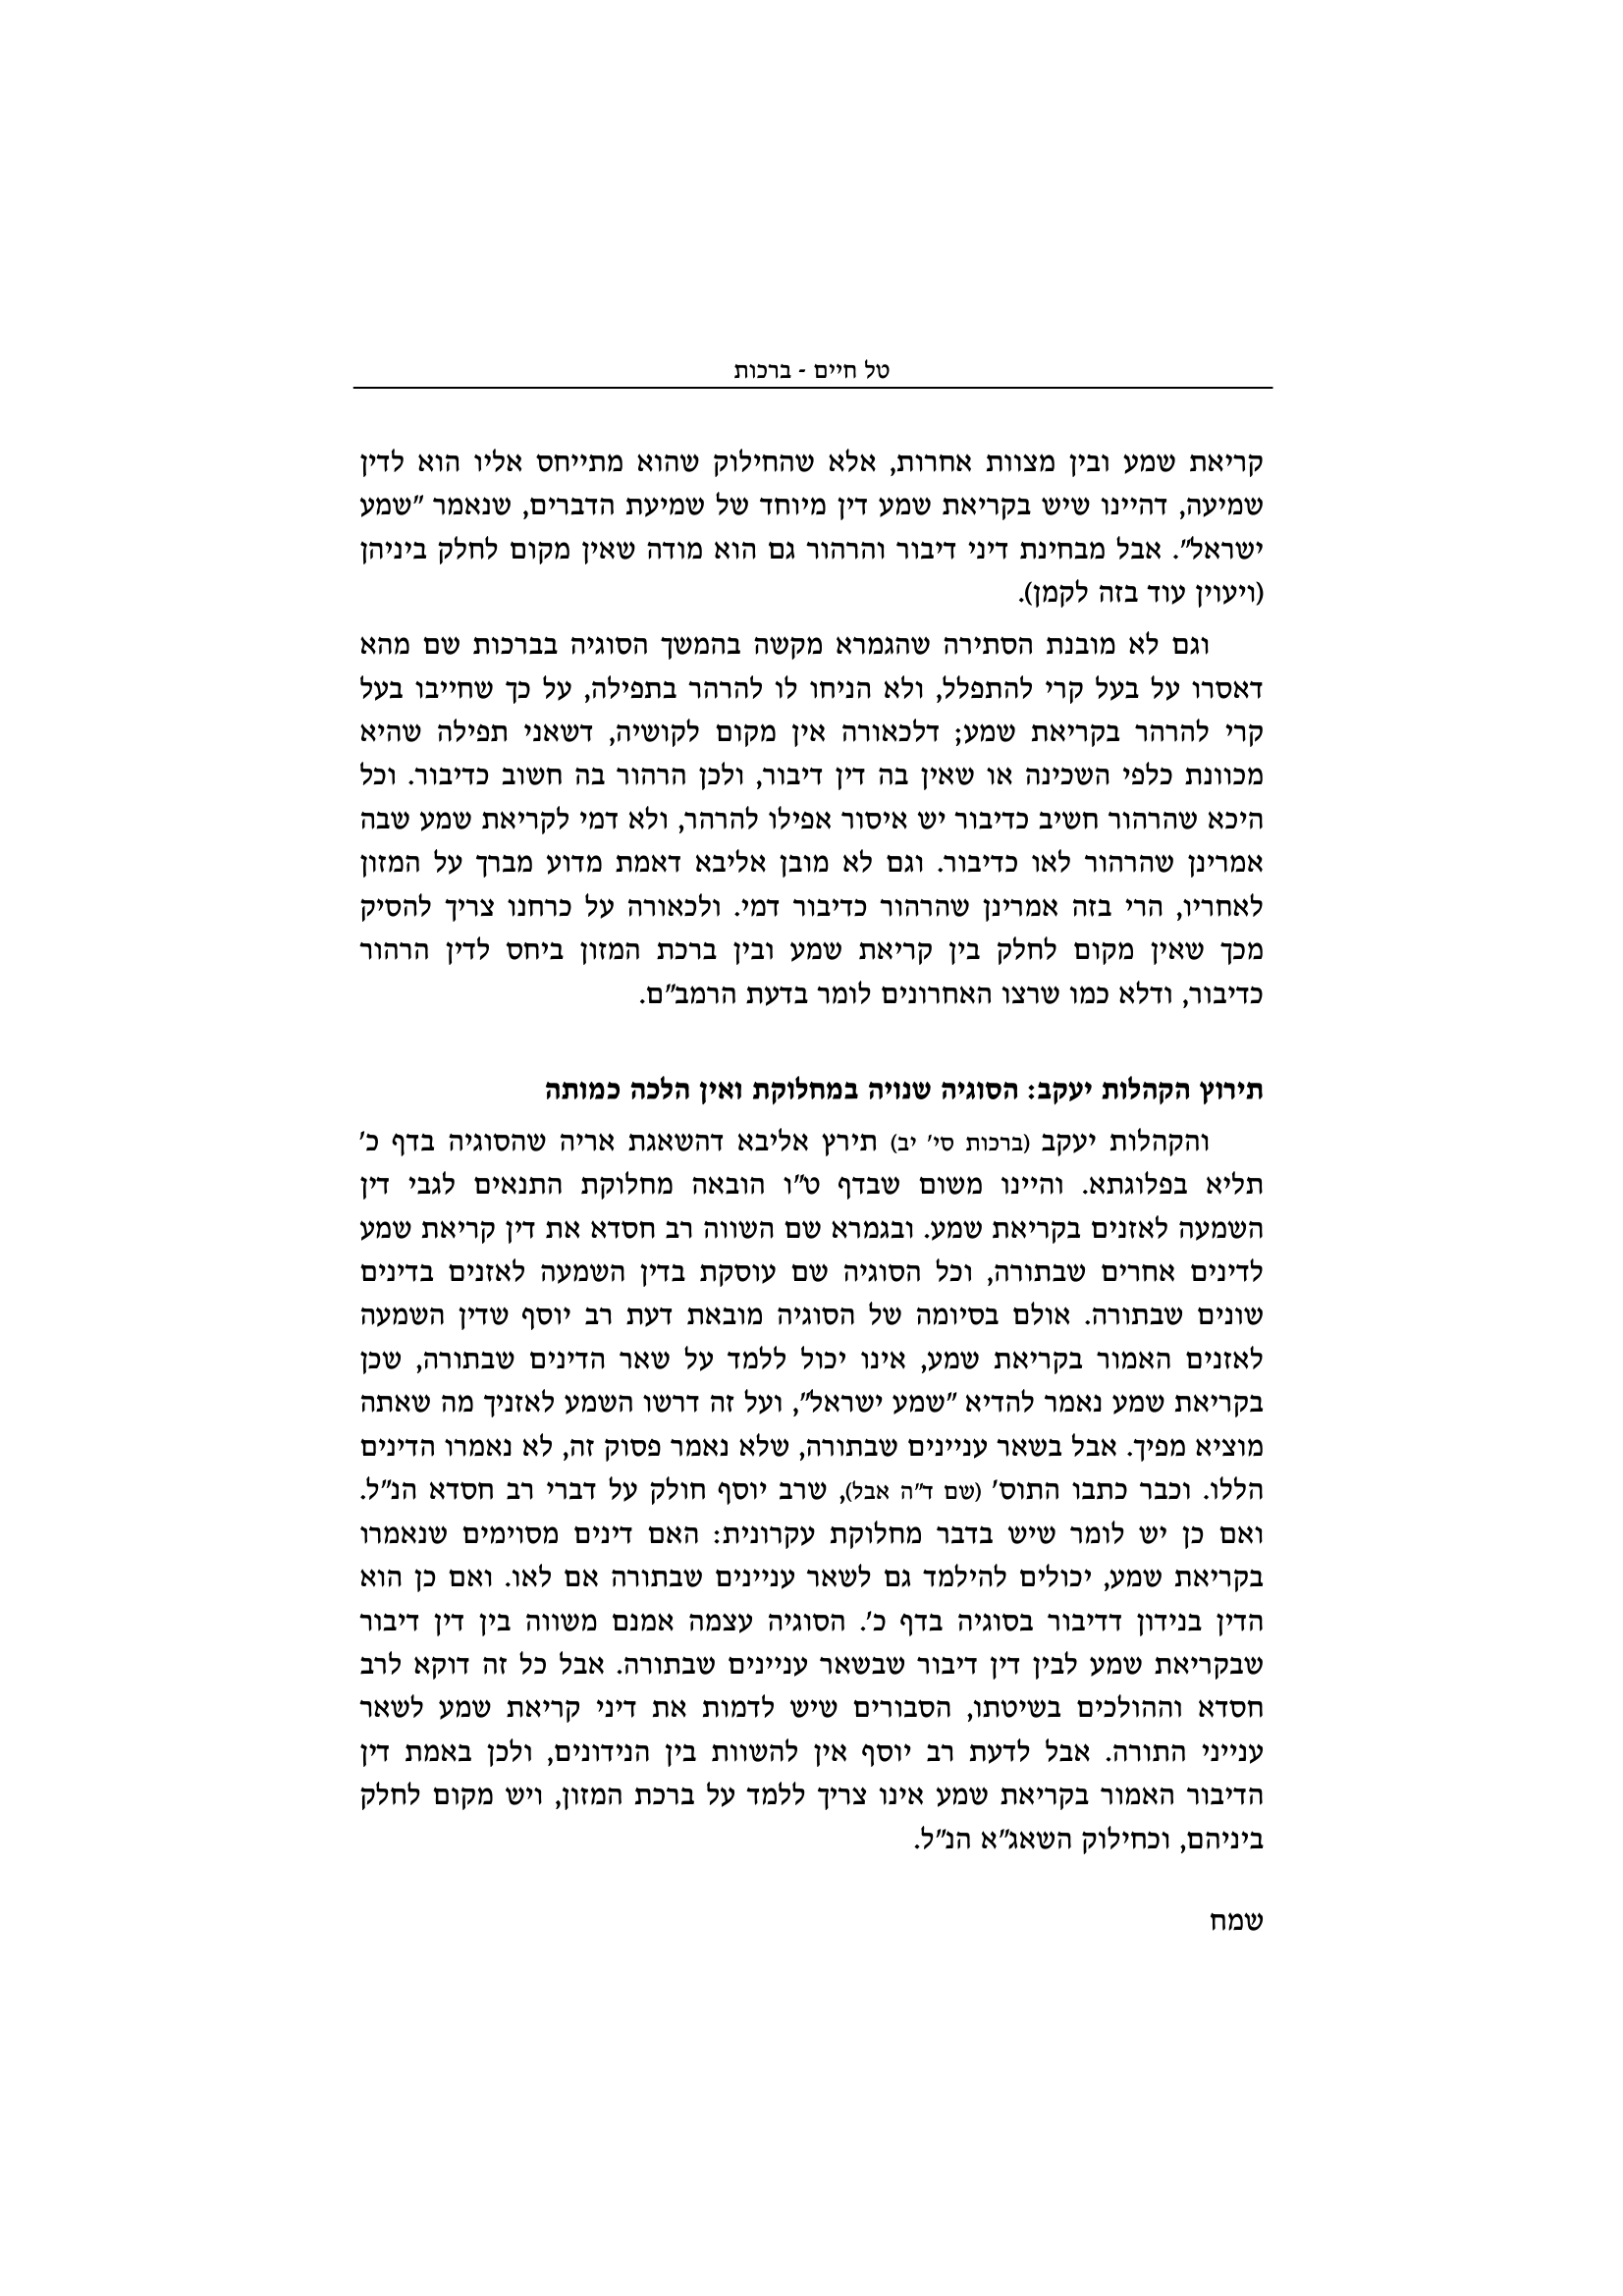 טל חיים - ברכות
קריאת שמע ובין מצוות אחרות, אלא שהחילוק שהוא מתייחס אליו הוא לדין
שמיעה, דהיינו שיש בקריאת שמע דין מיוחד של שמיעת הדברים, שנאמר "שמע
ישראל". אבל מבחינת דיני דיבור והרהור גם הוא מודה שאין מקום לחלק ביניהן
(ויעוין עוד בזה לקמן).
וגם לא מובנת הסתירה שהגמרא מקשה בהמשך הסוגיה בברכות שם מהא
דאסרו על בעל קרי להתפלל, ולא הניחו לו להרהר בתפילה, על כך שחייבו בעל
קרי להרהר בקריאת שמע; דלכאורה אין מקום לקושיה, דשאני תפילה שהיא
מכוונת כלפי השכינה או שאין בה דין דיבור, ולכן הרהור בה חשוב כדיבור. וכל
היכא שהרהור חשיב כדיבור יש איסור אפילו להרהר, ולא דמי לקריאת שמע שבה
אמרינן שהרהור לאו כדיבור. וגם לא מובן אליבא דאמת מדוע מברך על המזון
לאחריו, הרי בזה אמרינן שהרהור כדיבור דמי. ולכאורה על כרחנו צריך להסיק
מכך שאין מקום לחלק בין קריאת שמע ובין ברכת המזון ביחס לדין הרהור
כדיבור, ודלא כמו שרצו האחרונים לומר בדעת הרמב"ם.
תירוץ הקהלות יעקב: הסוגיה שנויה במחלוקת ואין הלכה כמותה
והקהלות יעקב (ברכות סי' יב) תירץ אליבא דהשאגת אריה שהסוגיה בדף כ'
תליא בפלוגתא. והיינו משום שבדף ט"ו הובאה מחלוקת התנאים לגבי דין
השמעה לאזנים בקריאת שמע. ובגמרא שם השווה רב חסדא את דין קריאת שמע
לדינים אחרים שבתורה, וכל הסוגיה שם עוסקת בדין השמעה לאזנים בדינים
שונים שבתורה. אולם בסיומה של הסוגיה מובאת דעת רב יוסף שדין השמעה
לאזנים האמור בקריאת שמע, אינו יכול ללמד על שאר הדינים שבתורה, שכן
בקריאת שמע נאמר להדיא "שמע ישראל", ועל זה דרשו השמע לאזניך מה שאתה
מוציא מפיך. אבל בשאר עניינים שבתורה, שלא נאמר פסוק זה, לא נאמרו הדינים
הללו. וכבר כתבו התוס' (שם ד"ה אבל), שרב יוסף חולק על דברי רב חסדא הנ"ל.
ואם כן יש לומר שיש בדבר מחלוקת עקרונית: האם דינים מסוימים שנאמרו
בקריאת שמע, יכולים להילמד גם לשאר עניינים שבתורה אם לאו. ואם כן הוא
הדין בנידון דדיבור בסוגיה בדף כ'. הסוגיה עצמה אמנם משווה בין דין דיבור
שבקריאת שמע לבין דין דיבור שבשאר עניינים שבתורה. אבל כל זה דוקא לרב
חסדא וההולכים בשיטתו, הסבורים שיש לדמות את דיני קריאת שמע לשאר
ענייני התורה. אבל לדעת רב יוסף אין להשוות בין הנידונים, ולכן באמת דין
הדיבור האמור בקריאת שמע אינו צריך ללמד על ברכת המזון, ויש מקום לחלק
ביניהם, וכחילוק השאג"א הנ"ל.
שמח